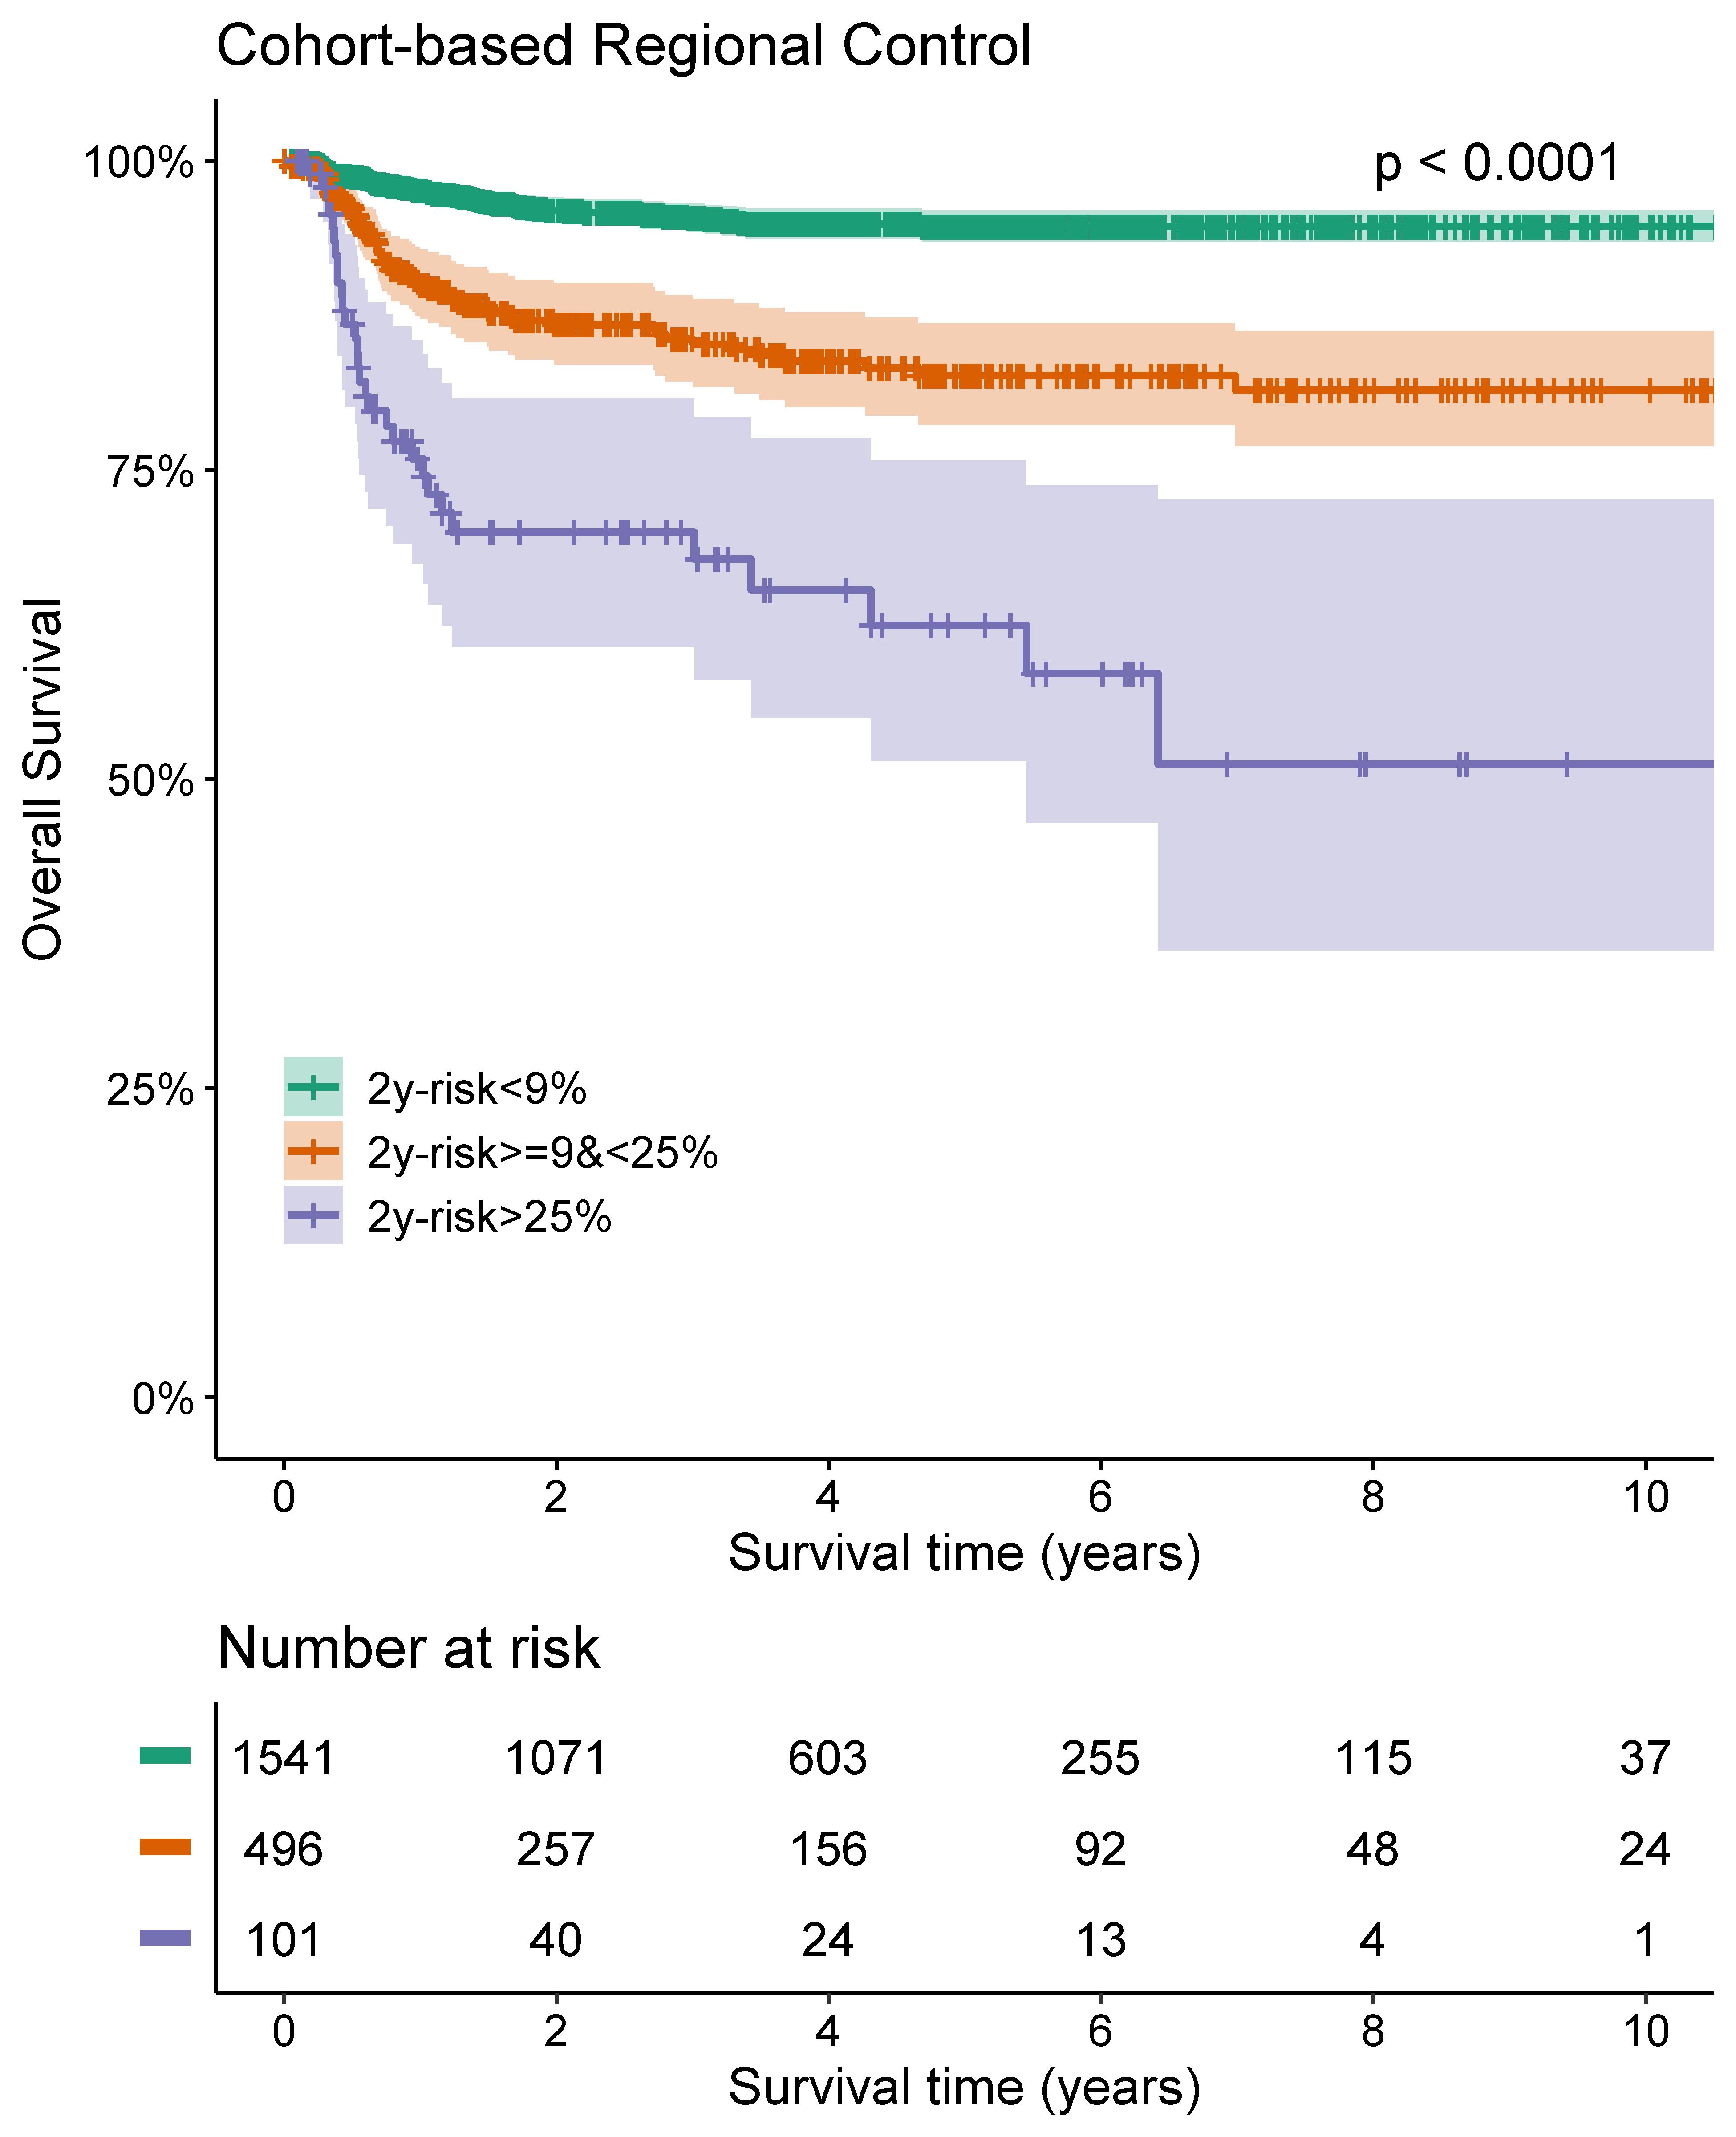 Cohort-based Regional Control
p < 0.0001
100%
75%
50%
25%
0%
Overall Survival
2y-risk<9%
2y-risk>=9&<25%
2y-risk>25%
0 2 4 6 8 10
Survival time (years)
Number at risk
1541 1071 603 255 115 37
496 257 156 92 48 24
101 40 24 13 4 1
0 2 4 6 8 10
Survival time (years)